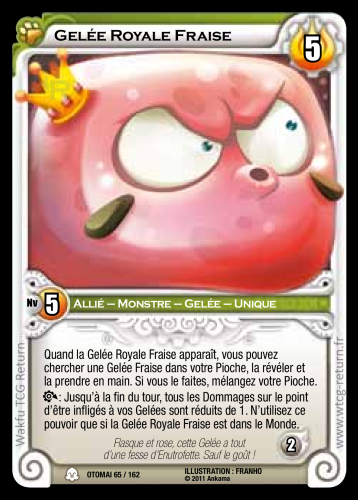 Gelée Royale Fraise
5
Nv 5 Allié – Monstre – Gelée – Unique
Quand la Gelée Royale Fraise apparaît, vous pouvez
chercher une Gelée Fraise dans votre Pioche, la révéler et
la prendre en main. Si vous le faites, mélangez votre Pioche.
: Jusqu'à la fin du tour, tous les Dommages sur le point
d'être infligés à vos Gelées sont réduits de 1. N'utilisez ce
pouvoir que si la Gelée Royale Fraise est dans le Monde.
Flasque et rose, cette Gelée a tout
d'une fesse d'Enutrofette. Sauf le goût !
2
OTOMAI 65 / 162
ILLUSTRATION : FRANHO
© 2011 Ankama
Wakfu TCG Return
www.wtcg-return.fr